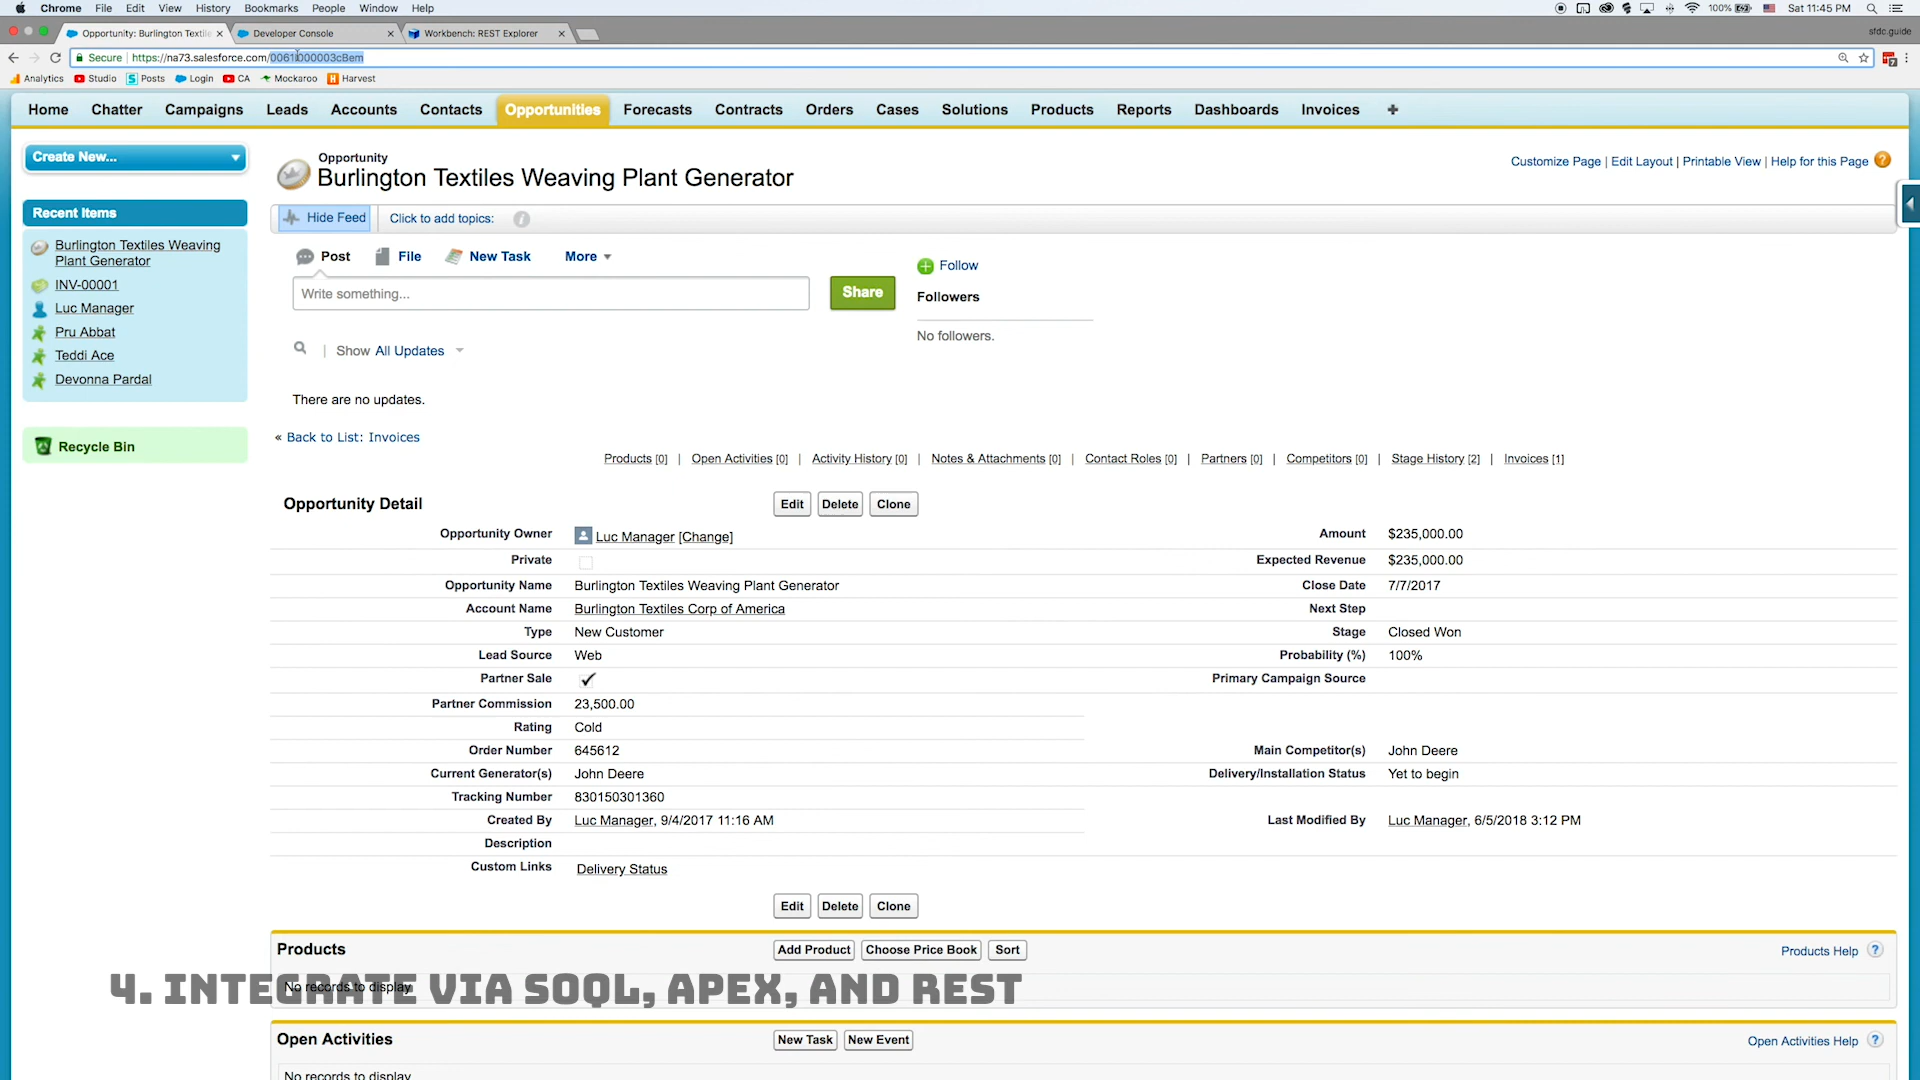 Chrome File Edit View History Bookmarks People Window Help 100% Sat 11:45 PM
Opportunity: Burlington Textile Developer Console Workbench: REST Explorer sfdc.guide
Secure https://na73.salesforce.com/
Analytics Studio Posts Login CA Mockaroo Harvest
Home Chatter Campaigns Leads Accounts Contacts Opportunities Forecasts Contracts Orders Cases Solutions Products Reports Dashboards Invoices +
Create New...
Recent Items
Burlington Textiles Weaving
Plant Generator
INV-00001
Luc Manager
Pru Abbat
Teddi Ace
Devonna Pardal
Recycle Bin
Opportunity
Burlington Textiles Weaving Plant Generator
Customize Page | Edit Layout | Printable View | Help for this Page ?
Hide Feed Click to add topics: i
Post File New Task More
Write something... Share
Follow
Followers
No followers.
| Show All Updates
There are no updates.
« Back to List: Invoices
Products [0] | Open Activities [0] | Activity History [0] | Notes & Attachments [0] | Contact Roles [0] | Partners [0] | Competitors [0] | Stage History [2] | Invoices [1]
Opportunity Detail Edit Delete Clone
Opportunity Owner Luc Manager [Change] Amount $235,000.00
Private Expected Revenue $235,000.00
Opportunity Name Burlington Textiles Weaving Plant Generator Close Date 7/7/2017
Account Name Burlington Textiles Corp of America Next Step
Type New Customer Stage Closed Won
Lead Source Web Probability (%) 100%
Partner Sale Primary Campaign Source
Partner Commission 23,500.00
Rating Cold
Order Number 645612 Main Competitor(s) John Deere
Current Generator(s) John Deere Delivery/Installation Status Yet to begin
Tracking Number 830150301360
Created By Luc Manager, 9/4/2017 11:16 AM Last Modified By Luc Manager, 6/5/2018 3:12 PM
Description
Custom Links Delivery Status
Edit Delete Clone
Products Add Product Choose Price Book Sort Products Help ?
No records to display
4. INTEGRATE VIA SOQL, APEX, AND REST
Open Activities New Task New Event Open Activities Help ?
No records to display